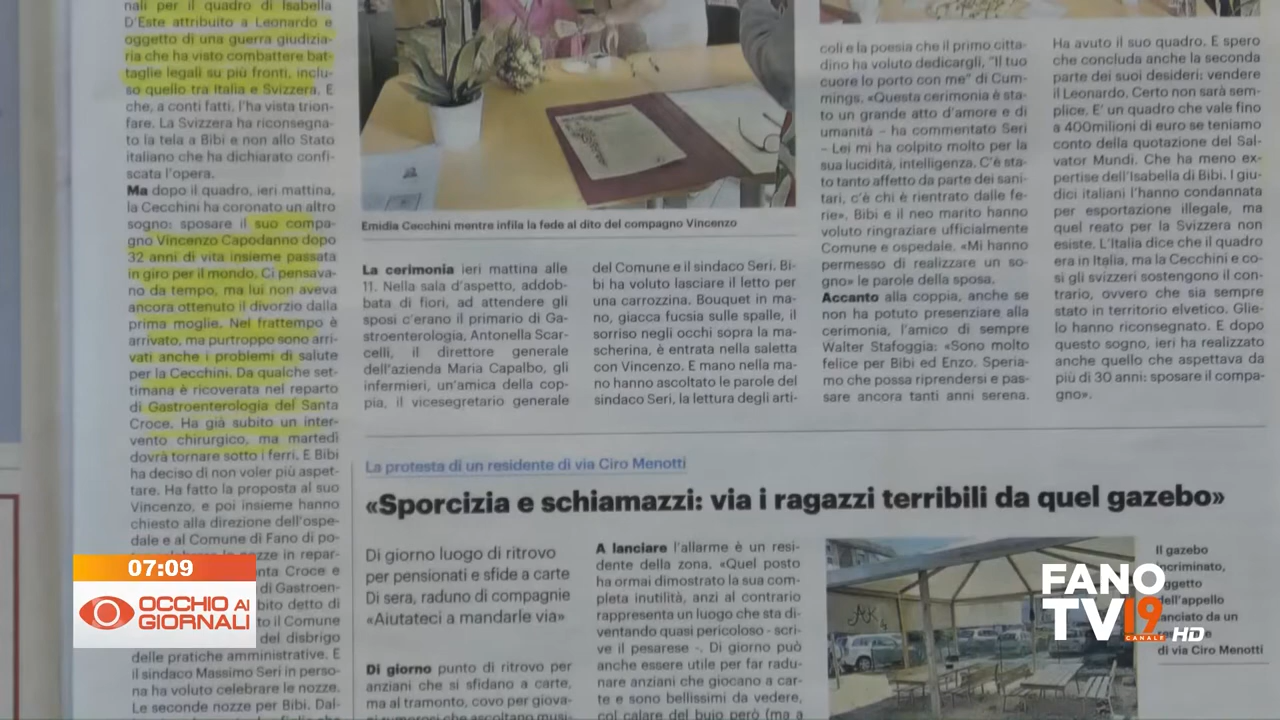 nali per il quadro di Isabella
D'Este attribuito a Leonardo e
oggetto di una guerra giudizia-
ria che ha visto combattere bat-
taglie legali su più fronti, inclu-
so quello tra Italia e Svizzera. E
che, a conti fatti, l'ha vista trion-
fare. La Svizzera ha riconsegna-
to la tela a Bibi e non allo Stato
italiano che ha dichiarato confi-
scata l'opera.
Ma dopo il quadro, ieri mattina,
la Cecchini ha coronato un altro
sogno: sposare il suo compa-
gno Vincenzo Capodanno dopo
32 anni di vita insieme passata
in giro per il mondo. Ci pensava-
no da tempo, ma lui non aveva
ancora ottenuto il divorzio dalla
prima moglie. Nel frattempo è
arrivato, ma purtroppo sono arri-
vati anche i problemi di salute
per la Cecchini. Da qualche set-
timana è ricoverata nel reparto
di Gastroenterologia del Santa
Croce. Ha già subito un inter-
vento chirurgico, ma martedì
dovrà tornare sotto i ferri. E Bibi
ha deciso di non voler più aspet-
tare. Ha fatto la proposta al suo
Vincenzo, e poi insieme hanno
chiesto alla direzione dell'ospe-
dale e al Comune di Fano di po-
nozze in repar-
nta Croce e
di Gastroen-
bito detto di
to il Comune
del disbrigo
delle pratiche amministrative. E
il sindaco Massimo Seri in perso-
na ha voluto celebrare le nozze.
Le seconde nozze per Bibi. Dal-
Emidia Cecchini mentre infila la fede al dito del compagno Vincenzo
La cerimonia ieri mattina alle
11. Nella sala d'aspetto, addob-
bata di fiori, ad attendere gli
sposi c'erano il primario di Ga-
stroenterologia, Antonella Scar-
celli, il direttore generale
dell'azienda Maria Capalbo, gli
infermieri, un'amica della cop-
pia, il vicesegretario generale
del Comune e il sindaco Seri. Bi-
bi ha voluto lasciare il letto per
una carrozzina. Bouquet in ma-
no, giacca fucsia sulle spalle, il
sorriso negli occhi sopra la ma-
scherina, è entrata nella saletta
con Vincenzo. E mano nella ma-
no hanno ascoltato le parole del
sindaco Seri, la lettura degli arti-
coli e la poesia che il primo citta-
dino ha voluto dedicargli, "Il tuo
cuore lo porto con me" di Cum-
mings. «Questa cerimonia è sta-
to un grande atto d'amore e di
umanità – ha commentato Seri
– Lei mi ha colpito molto per la
sua lucidità, intelligenza. C'è sta-
to tanto affetto da parte dei sani-
tari, c'è chi è rientrato dalle fe-
rie». Bibi e il neo marito hanno
voluto ringraziare ufficialmente
Comune e ospedale. «Mi hanno
permesso di realizzare un so-
gno» le parole della sposa.
Accanto alla coppia, anche se
non ha potuto presenziare alla
cerimonia, l'amico di sempre
Walter Stafoggia: «Sono molto
felice per Bibi ed Enzo. Speria-
mo che possa riprendersi e pas-
sare ancora tanti anni serena.
Ha avuto il suo quadro. E spero
che concluda anche la seconda
parte dei suoi desideri: vendere
il Leonardo. Certo non sarà sem-
plice. E' un quadro che vale fino
a 400milioni di euro se teniamo
conto della quotazione del Sal-
vator Mundi. Che ha meno ex-
pertise dell'Isabella di Bibi. I giu-
dici italiani l'hanno condannata
per esportazione illegale, ma
quel reato per la Svizzera non
esiste. L'Italia dice che il quadro
era in Italia, ma la Cecchini e co-
sì gli svizzeri sostengono il con-
trario, ovvero che sia sempre
stato in territorio elvetico. Glie-
lo hanno riconsegnato. E dopo
questo sogno, ieri ha realizzato
anche quello che aspettava da
più di 30 anni: sposare il compa-
gno».
La protesta di un residente di via Ciro Menotti
«Sporcizia e schiamazzi: via i ragazzi terribili da quel gazebo»
Di giorno luogo di ritrovo
per pensionati e sfide a carte
Di sera, raduno di compagnie
«Aiutateci a mandarle via»
Di giorno punto di ritrovo per
anziani che si sfidano a carte,
ma al tramonto, covo per giova-
A lanciare l'allarme è un resi-
dente della zona. «Quel posto
ha ormai dimostrato la sua com-
pleta inutilità, anzi al contrario
rappresenta un luogo che sta di-
ventando quasi pericoloso - scri-
ve il pesarese -. Di giorno può
anche essere utile per far radu-
nare anziani che giocano a car-
te e sono bellissimi da vedere,
col calare del buio però (ma a
Il gazebo
incriminato,
oggetto
dell'appello
lanciato da un
di via Ciro Menotti
07:09
OCCHIO AI
GIORNALI
FANO
TV 19
CANALE HD